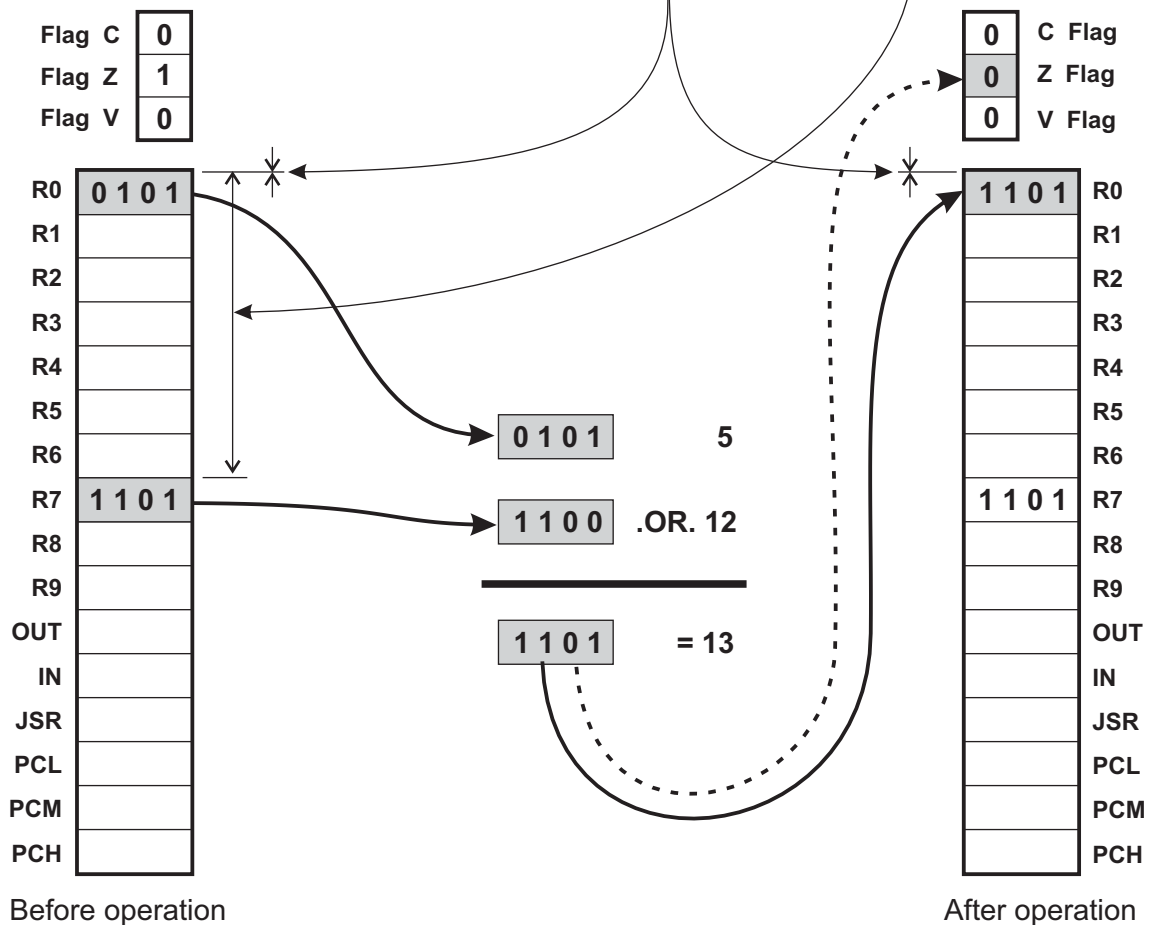 Flag C 0
Flag Z 1
Flag V 0
0 C Flag
0 Z Flag
0 V Flag
R0 0 1 0 1
R1
R2
R3
R4
R5
R6
R7 1 1 0 1
R8
R9
OUT
IN
JSR
PCL
PCM
PCH
Before operation
0 1 0 1 5
1 1 0 0 .OR. 12
1 1 0 1 = 13
1 1 0 1 R0
R1
R2
R3
R4
R5
R6
1 1 0 1 R7
R8
R9
OUT
IN
JSR
PCL
PCM
PCH
After operation